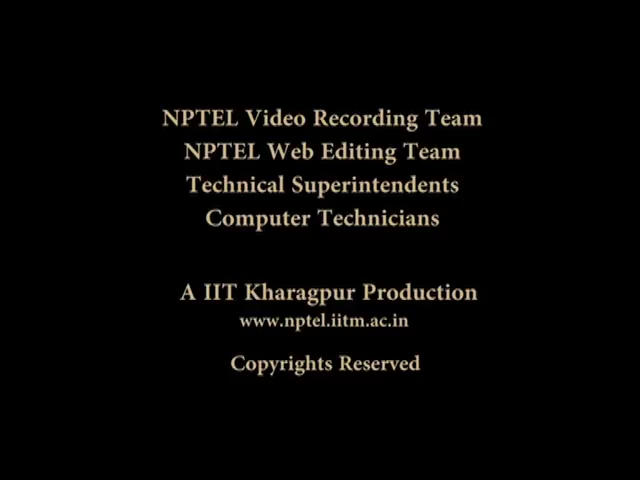 NPTEL Video Recording Team
NPTEL Web Editing Team
Technical Superintendents
Computer Technicians
A IIT Kharagpur Production
www.nptel.iitm.ac.in
Copyrights Reserved